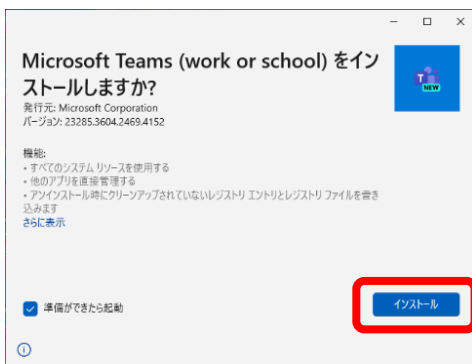 Microsoft Teams (work or school) をイン
ストールしますか?
発行元: Microsoft Corporation
バージョン: 23285.3604.2469.4152
NEW
機能:
• すべてのシステム リソースを使用する
• 他のアプリを直接管理する
• アンインストール時にクリーンアップされていないレジストリ エントリとレジストリ ファイルを書き
込みます
さらに表示
準備ができたら起動
インストール